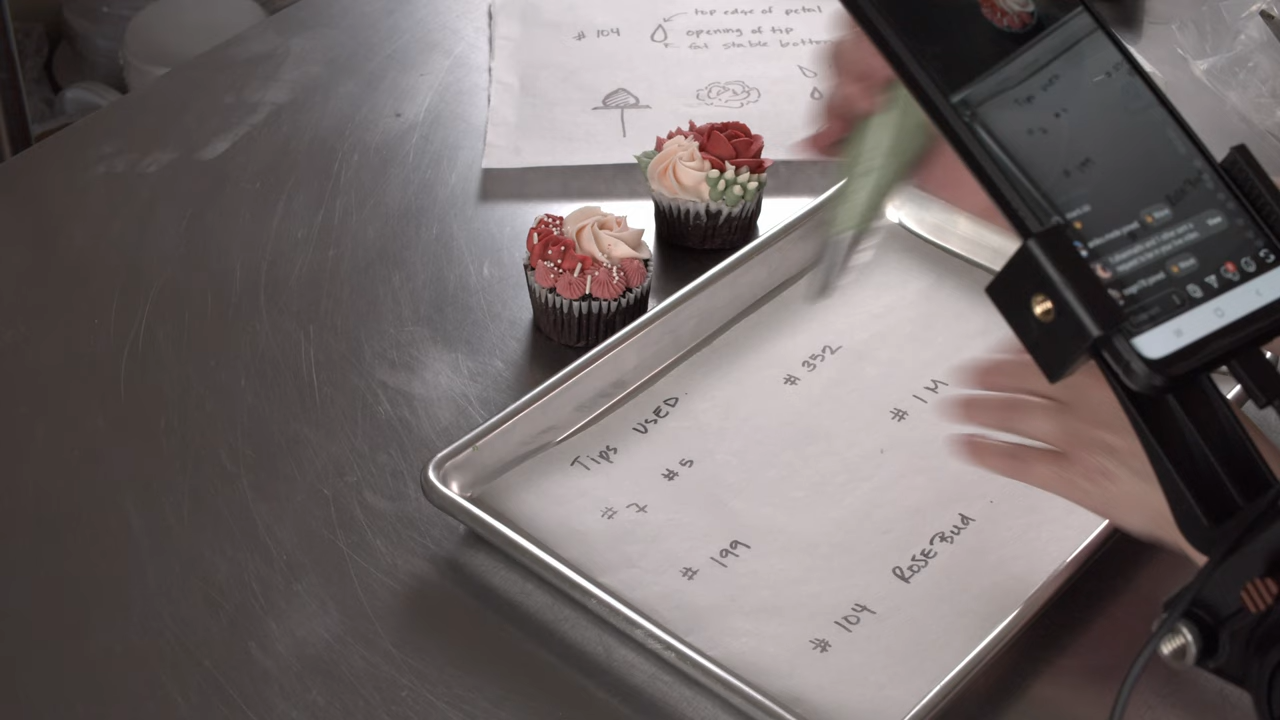 top edge of petal
# 104
opening of tip
fat stable bottom
Tips USED.
# 352
# 1M
# 5
# 7
# 199
# 104 ROSEBUD